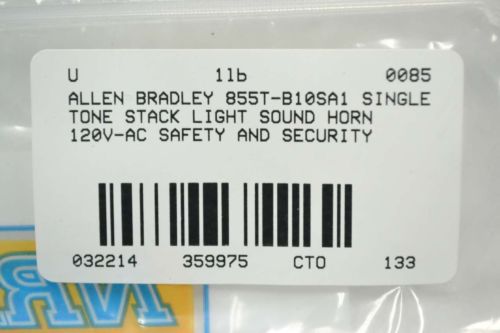 U 1lb 0085
ALLEN BRADLEY 855T-B10SA1 SINGLE
TONE STACK LIGHT SOUND HORN
120V-AC SAFETY AND SECURITY
032214 359975 CTO 133